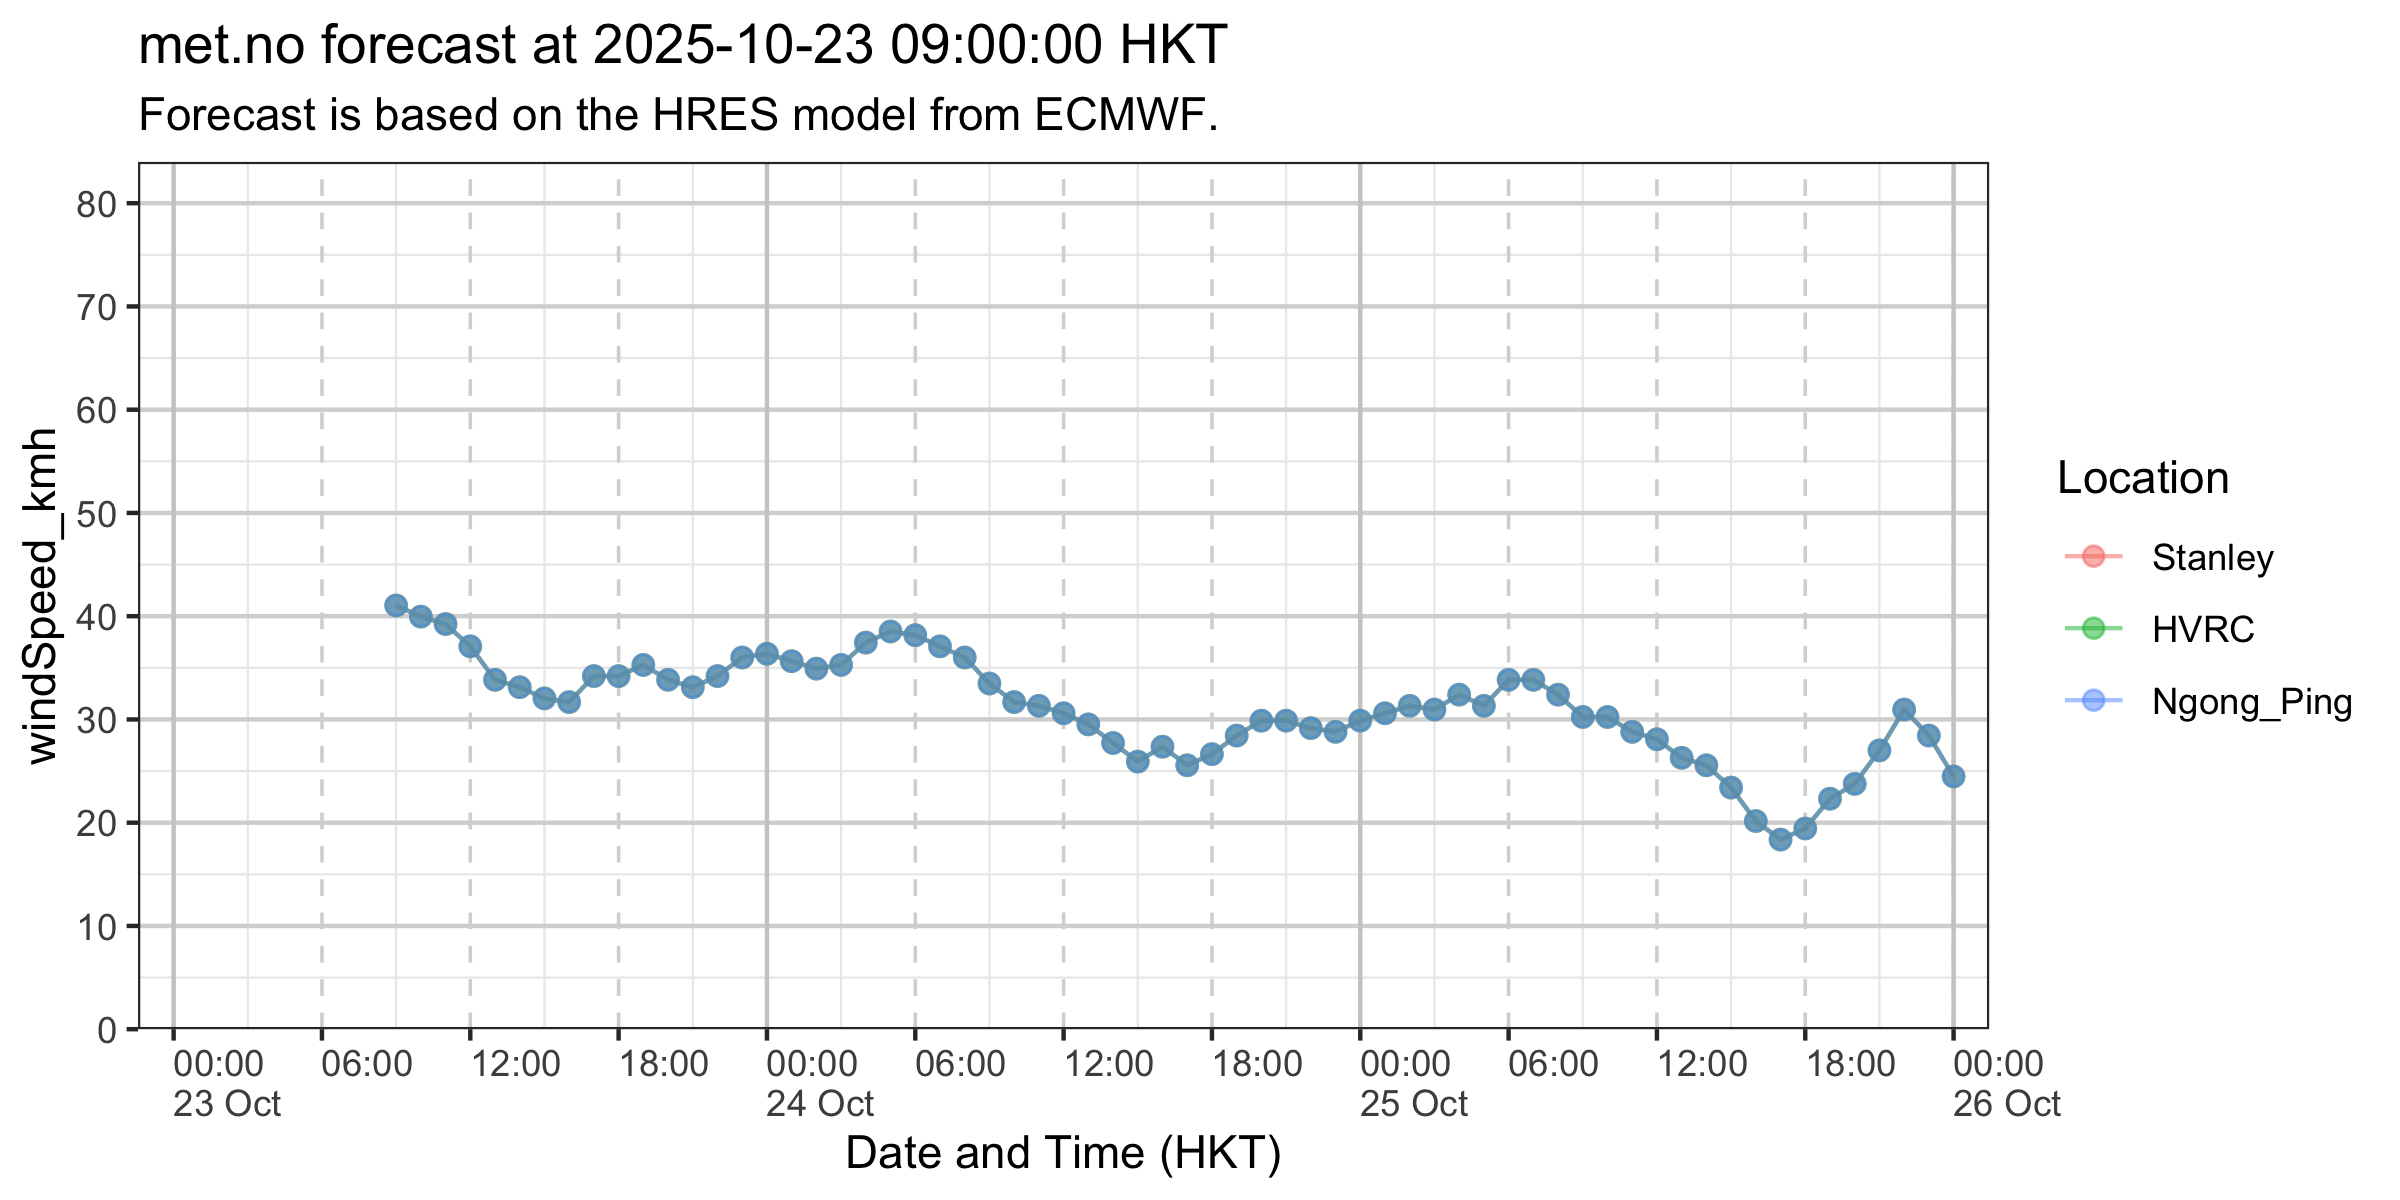 met.no forecast at 2025-10-23 09:00:00 HKT
Forecast is based on the HRES model from ECMWF.
windSpeed_kmh
80
70
60
50
40
30
20
10
0
00:00 06:00 12:00 18:00 00:00 06:00 12:00 18:00 00:00 06:00 12:00 18:00 00:00
23 Oct 24 Oct 25 Oct 26 Oct
Date and Time (HKT)
Location
Stanley
HVRC
Ngong_Ping